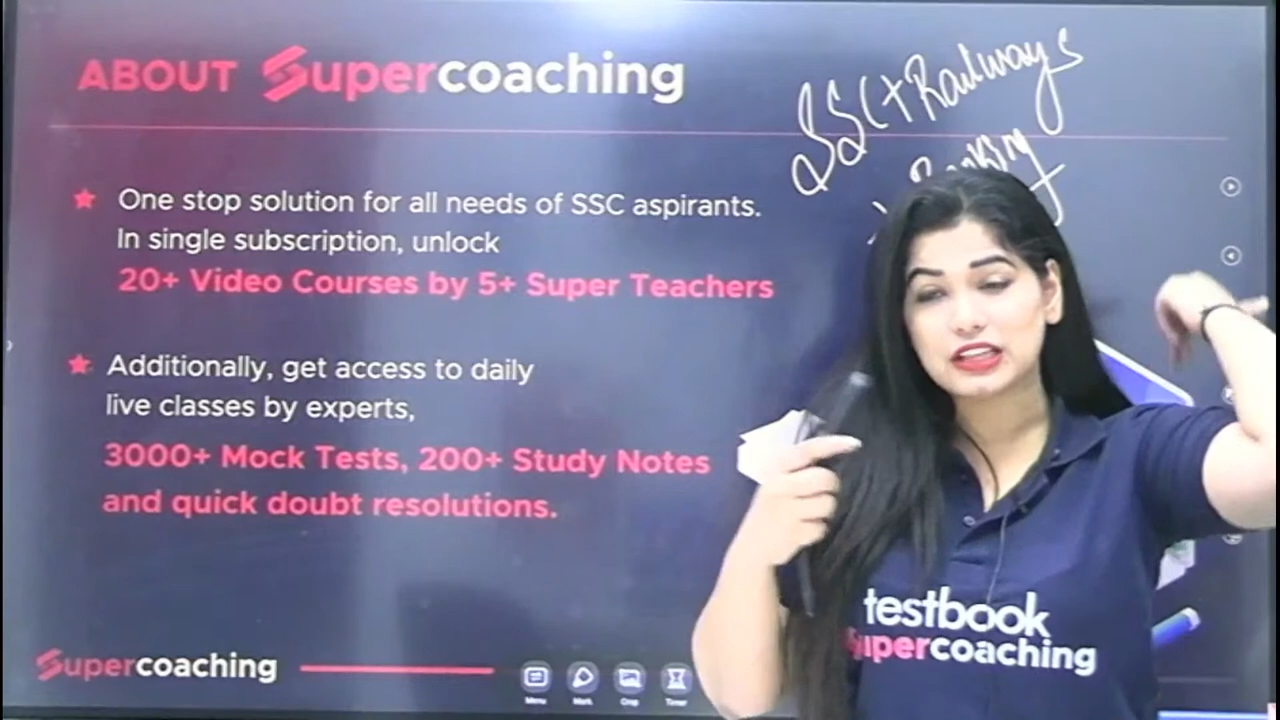 ABOUT Supercoaching
SSC + Railways
Banking
One stop solution for all needs of SSC aspirants.
In single subscription, unlock
20+ Video Courses by 5+ Super Teachers
Additionally, get access to daily
live classes by experts,
3000+ Mock Tests, 200+ Study Notes
and quick doubt resolutions.
testbook
Supercoaching
Supercoaching
Menu Mark Crop Timer